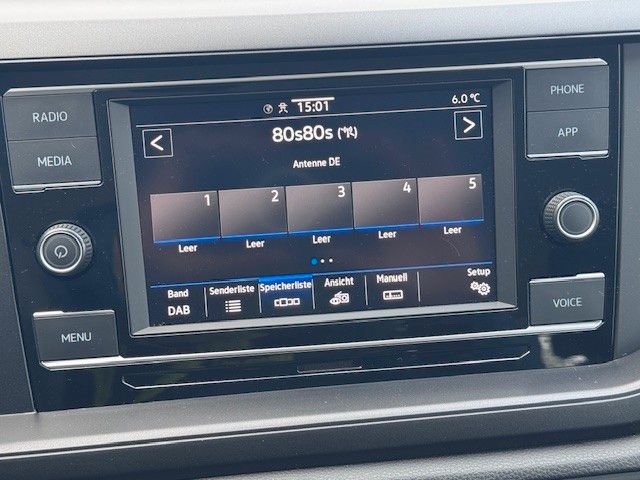 RADIO
MEDIA
MENU
PHONE
APP
VOICE
15:01
6.0 °C
<
80s80s
>
Antenne DE
1 2 3 4 5
Leer Leer Leer Leer Leer
Band Senderliste Speicherliste Ansicht Manuell Setup
DAB